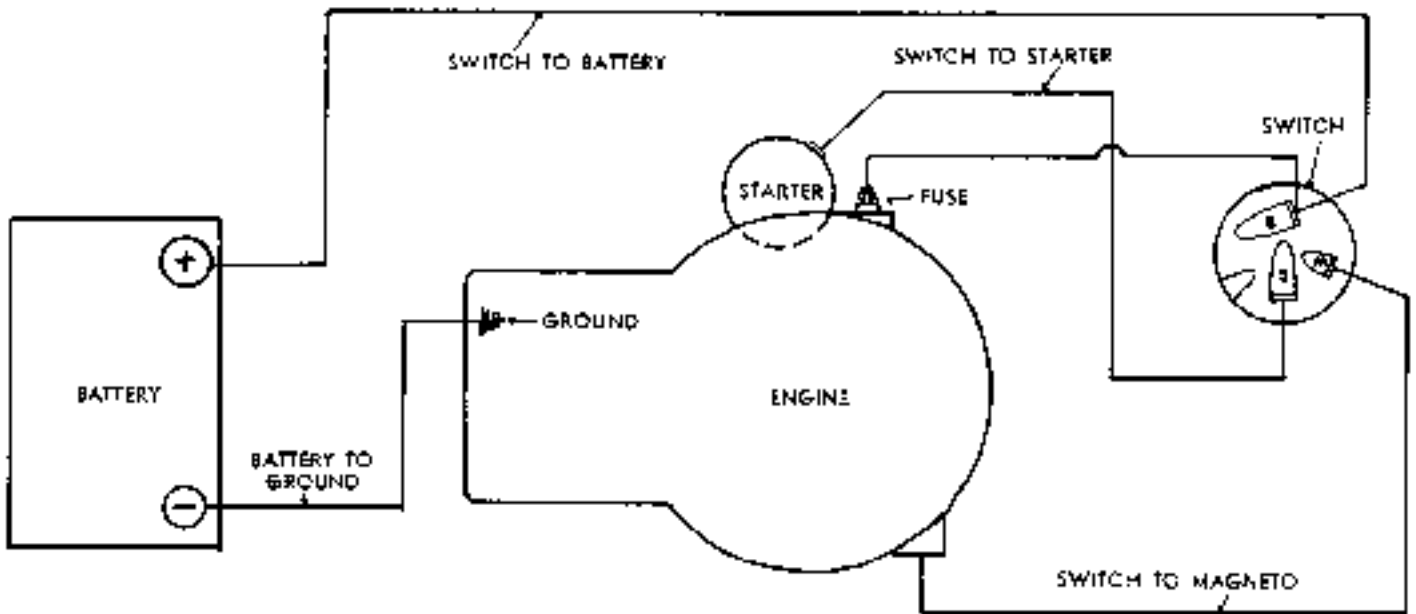 SWITCH TO BATTERY
SWITCH TO STARTER
SWITCH
STARTER
FUSE
+
GROUND
BATTERY
ENGINE
BATTERY TO
GROUND
−
SWITCH TO MAGNETO